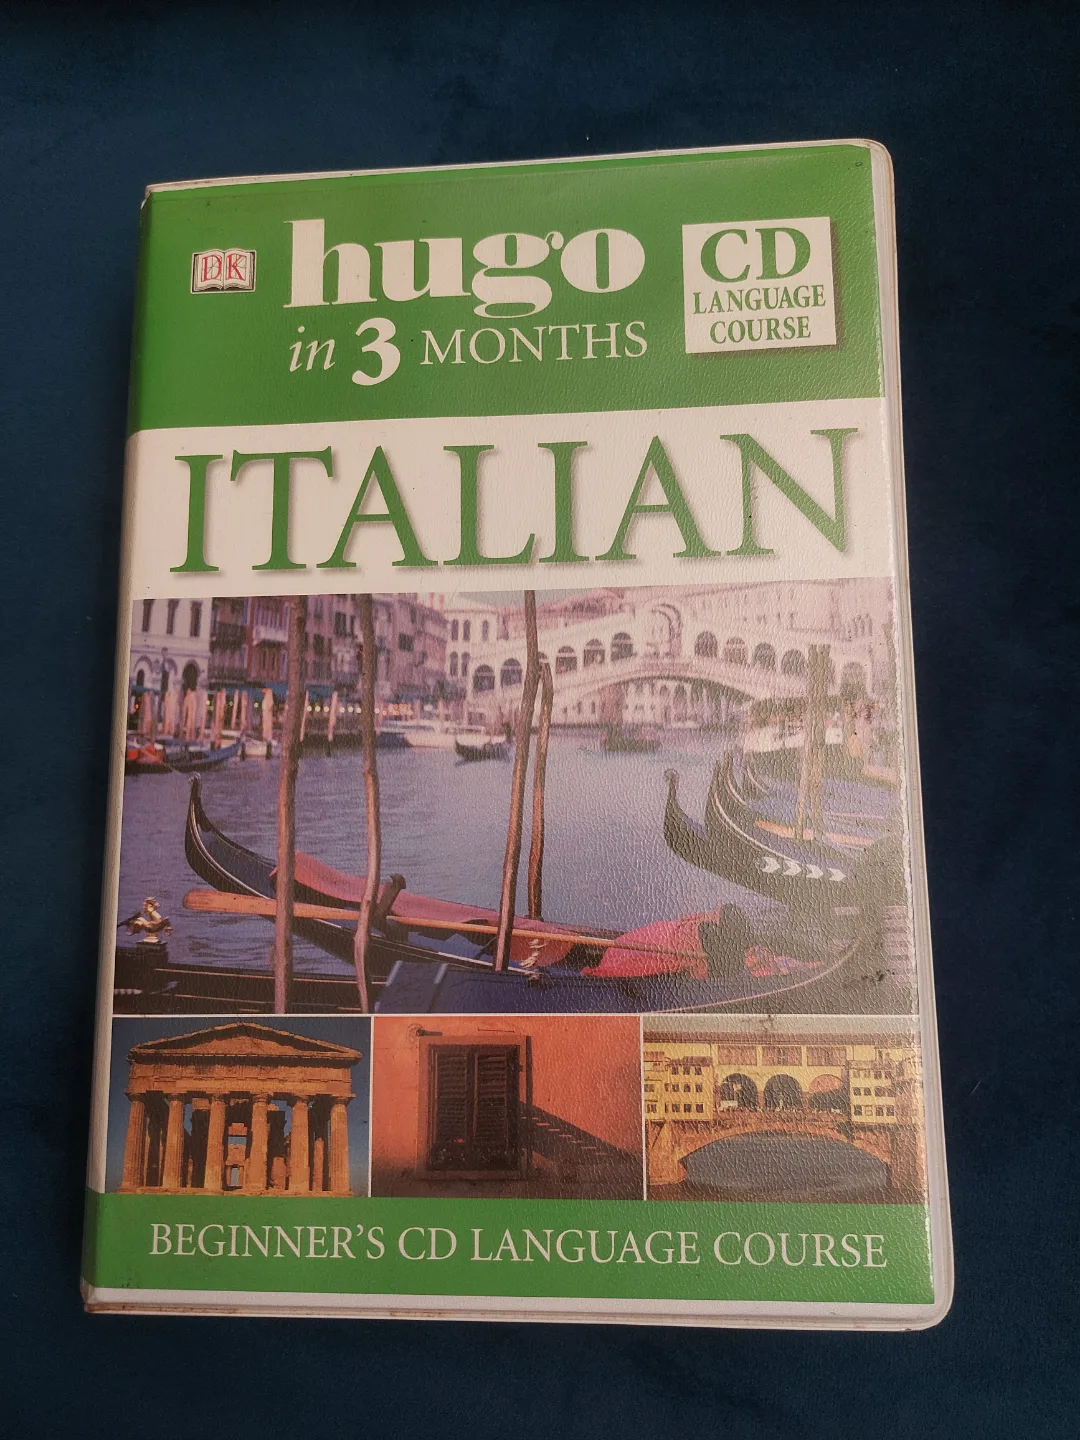 DK
hugo
in 3 MONTHS
CD
LANGUAGE
COURSE
ITALIAN
BEGINNER'S CD LANGUAGE COURSE